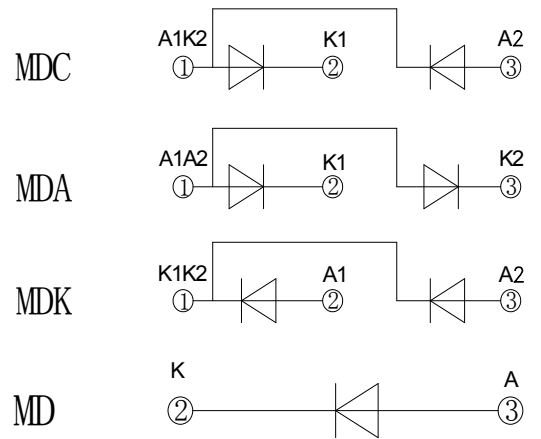 A1K2 K1 A2
MDC ① ② ③
A1A2 K1 K2
MDA ① ② ③
K1K2 A1 A2
MDK ① ② ③
K A
MD ② ③